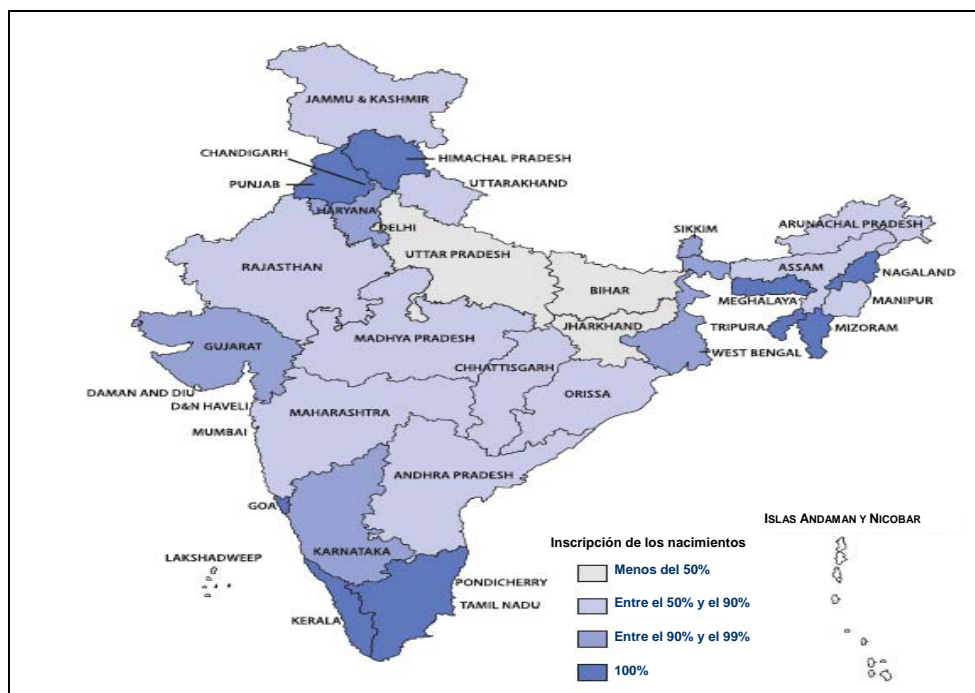 JAMMU & KASHMIR
CHANDIGARH
HIMACHAL PRADESH
PUNJAB
UTTARAKHAND
HARYANA
DELHI
SIKKIM
ARUNACHAL PRADESH
RAJASTHAN
UTTAR PRADESH
ASSAM
NAGALAND
BIHAR
MEGHALAYA
MANIPUR
GUJARAT
MADHYA PRADESH
JHARKHAND
TRIPURA
MIZORAM
WEST BENGAL
CHHATTISGARH
DAMAN AND DIU
ORISSA
D&N HAVELI
MAHARASHTRA
MUMBAI
ANDHRA PRADESH
GOA
ISLAS ANDAMAN Y NICOBAR
LAKSHADWEEP
KARNATAKA
PONDICHERRY
TAMIL NADU
KERALA
Inscripción de los nacimientos
Menos del 50%
Entre el 50% y el 90%
Entre el 90% y el 99%
100%